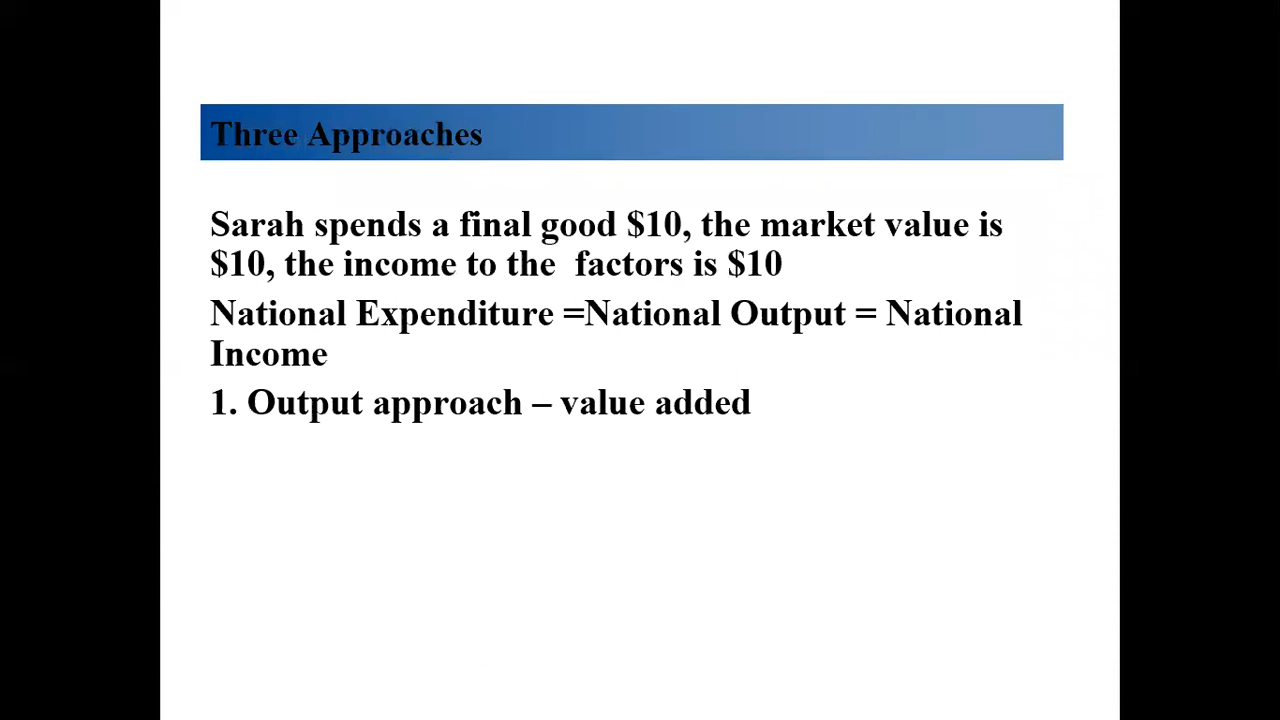 Three Approaches
Sarah spends a final good $10, the market value is
$10, the income to the  factors is $10
National Expenditure =National Output = National
Income
1. Output approach – value added